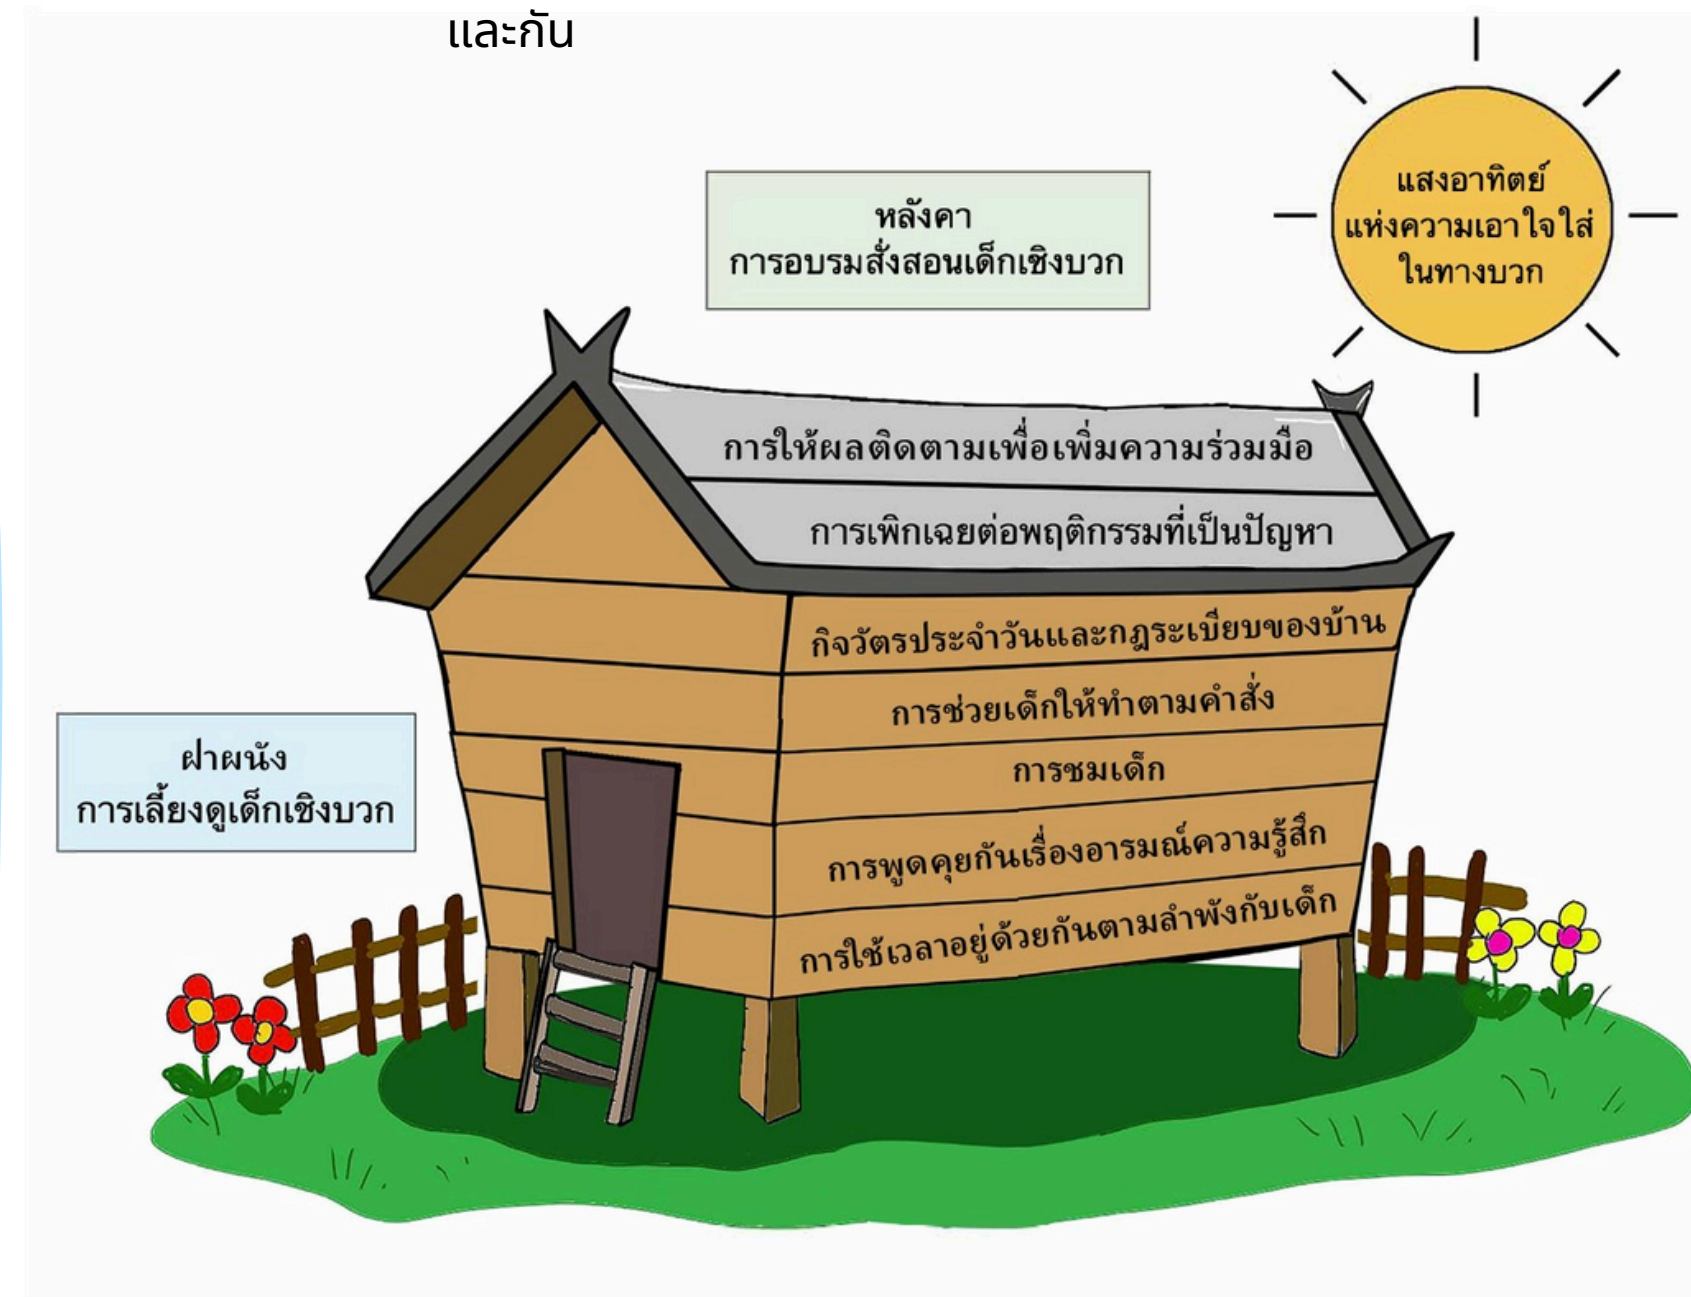 และกัน
แสงอาทิตย์
แห่งความเอาใจใส่
ในทางบวก
หลังคา
การอบรมสั่งสอนเด็กเชิงบวก
การให้ผลติดตามเพื่อเพิ่มความร่วมมือ
การเพิกเฉยต่อพฤติกรรมที่เป็นปัญหา
กิจวัตรประจำวันและกฎระเบียบของบ้าน
การช่วยเด็กให้ทำตามคำสั่ง
การชมเด็ก
การพูดคุยกันเรื่องอารมณ์ความรู้สึก
การใช้เวลาอยู่ด้วยกันตามลำพังกับเด็ก
ฝาผนัง
การเลี้ยงดูเด็กเชิงบวก